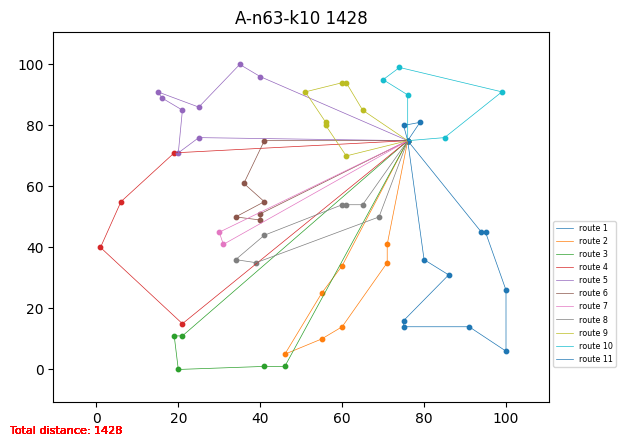 A-n63-k10 1428
100
80
60
40
20
0
0 20 40 60 80 100
route 1
route 2
route 3
route 4
route 5
route 6
route 7
route 8
route 9
route 10
route 11
Total distance: 1428